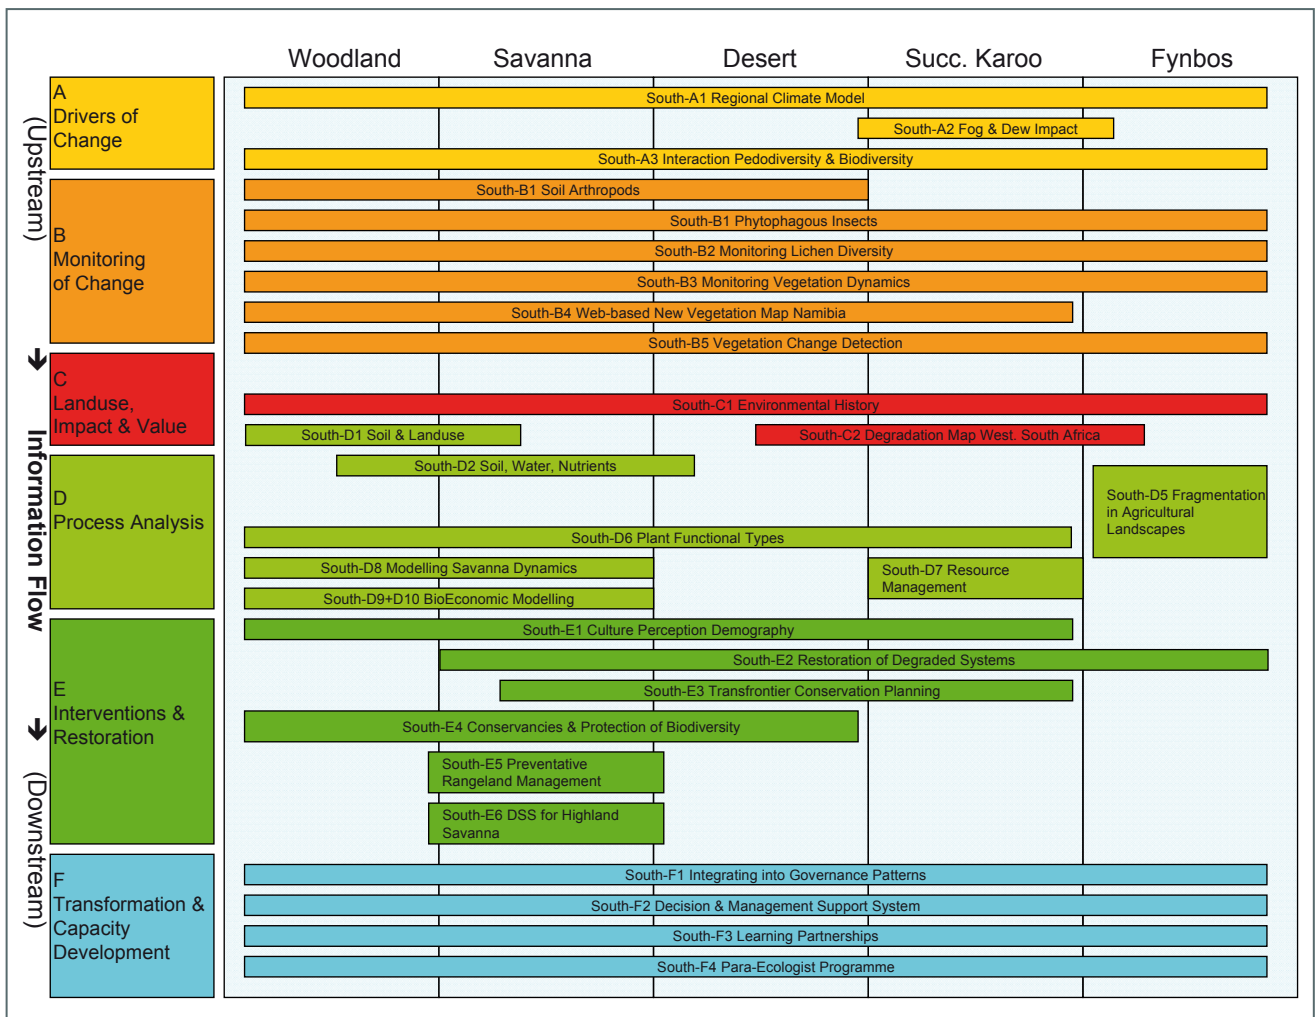 Woodland
Savanna
Desert
Succ. Karoo
Fynbos
(Upstream)
Information Flow
(Downstream)
A
Drivers of
Change
South-A1 Regional Climate Model
South-A2 Fog & Dew Impact
South-A3 Interaction Pedodiversity & Biodiversity
B
Monitoring
of Change
South-B1 Soil Arthropods
South-B1 Phytophagous Insects
South-B2 Monitoring Lichen Diversity
South-B3 Monitoring Vegetation Dynamics
South-B4 Web-based New Vegetation Map Namibia
South-B5 Vegetation Change Detection
C
Landuse,
Impact & Value
South-C1 Environmental History
South-D1 Soil & Landuse
South-C2 Degradation Map West. South Africa
D
Process Analysis
South-D2 Soil, Water, Nutrients
South-D5 Fragmentation
in Agricultural
Landscapes
South-D6 Plant Functional Types
South-D8 Modelling Savanna Dynamics
South-D7 Resource
Management
South-D9+D10 BioEconomic Modelling
E
Interventions &
Restoration
South-E1 Culture Perception Demography
South-E2 Restoration of Degraded Systems
South-E3 Transfrontier Conservation Planning
South-E4 Conservancies & Protection of Biodiversity
South-E5 Preventative
Rangeland Management
South-E6 DSS for Highland
Savanna
F
Transformation &
Capacity
Development
South-F1 Integrating into Governance Patterns
South-F2 Decision & Management Support System
South-F3 Learning Partnerships
South-F4 Para-Ecologist Programme